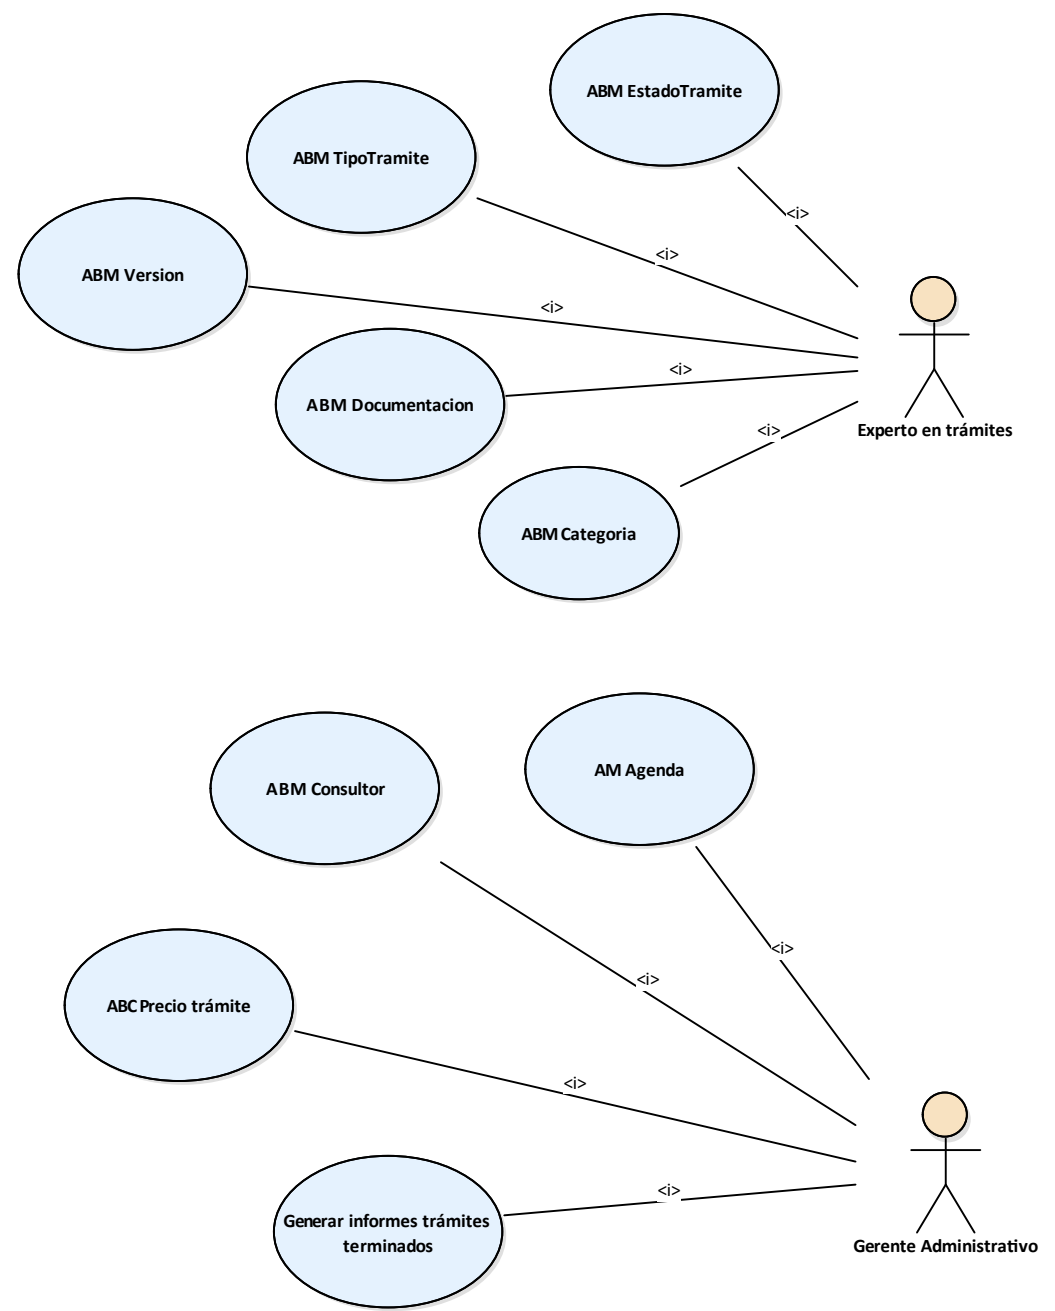 ABM EstadoTramite
ABM TipoTramite
<i>
<i>
ABM Version
<i>
<i>
ABM Documentacion
<i>
Experto en trámites
ABM Categoria
AM Agenda
ABM Consultor
<i>
<i>
ABC Precio trámite
<i>
<i>
Generar informes trámites
terminados
Gerente Administrativo